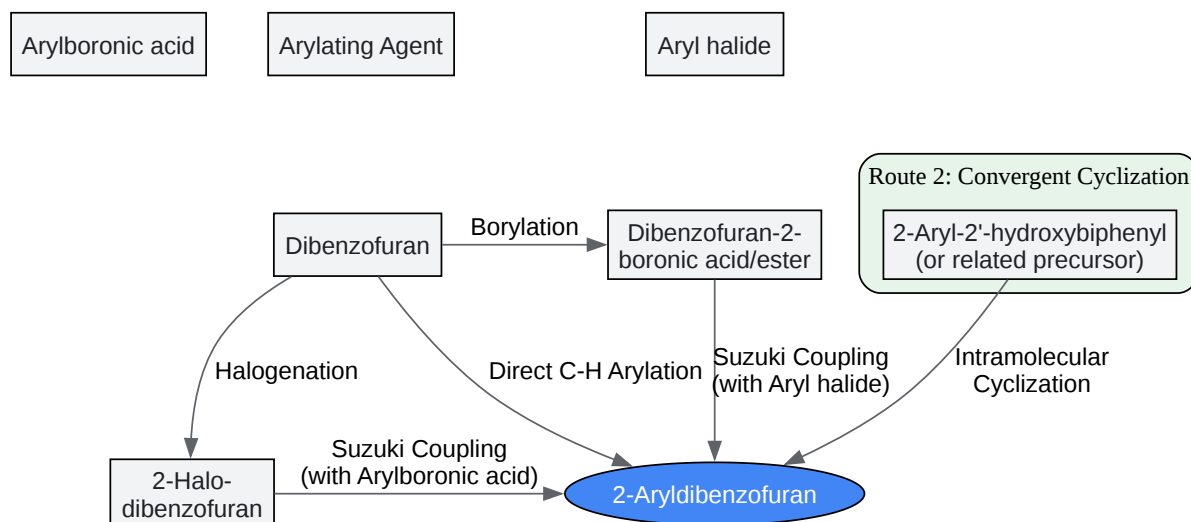 Arylboronic acid
Arylating Agent
Aryl halide
Route 2: Convergent Cyclization
Dibenzofuran
Borylation
Dibenzofuran-2-
boronic acid/ester
2-Aryl-2'-hydroxybiphenyl
(or related precursor)
Halogenation
Direct C-H Arylation
Suzuki Coupling
(with Aryl halide)
Intramolecular
Cyclization
2-Halo-
dibenzofuran
Suzuki Coupling
(with Arylboronic acid)
2-Aryldibenzofuran